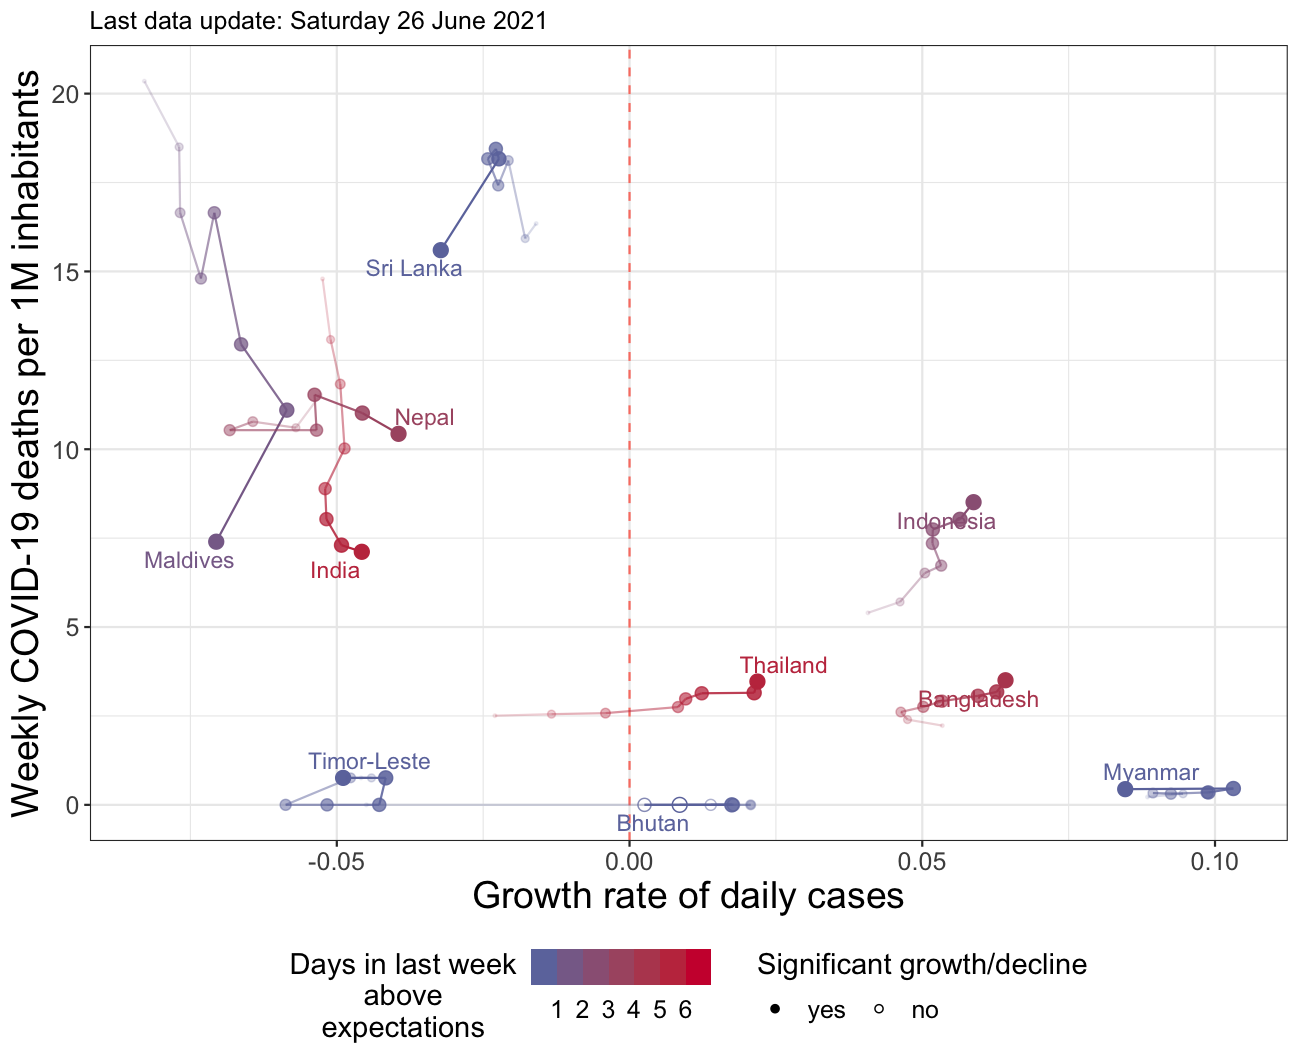 Last data update: Saturday 26 June 2021
Weekly COVID-19 deaths per 1M inhabitants
20
15
10
5
0
Sri Lanka
Nepal
Maldives
India
Indonesia
Thailand
Bangladesh
Timor-Leste
Myanmar
Bhutan
-0.05
0.00
0.05
0.10
Growth rate of daily cases
Days in last week
above
expectations
1 2 3 4 5 6
Significant growth/decline
yes
no